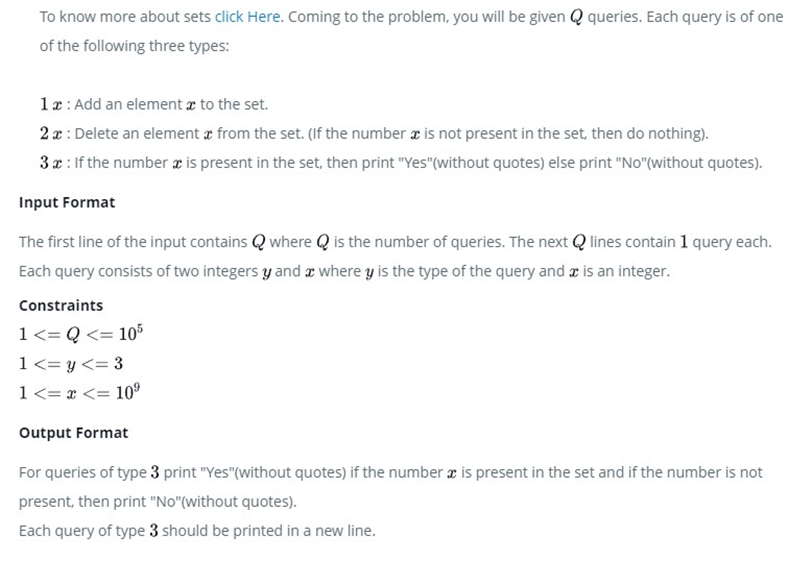 To know more about sets click Here. Coming to the problem, you will be given Q queries. Each query is of one
of the following three types:
1 x : Add an element x to the set.
2 x : Delete an element x from the set. (If the number x is not present in the set, then do nothing).
3 x : If the number x is present in the set, then print "Yes"(without quotes) else print "No"(without quotes).
Input Format
The first line of the input contains Q where Q is the number of queries. The next Q lines contain 1 query each.
Each query consists of two integers y and x where y is the type of the query and x is an integer.
Constraints
1 <= Q <= 10⁵
1 <= y <= 3
1 <= x <= 10⁹
Output Format
For queries of type 3 print "Yes"(without quotes) if the number x is present in the set and if the number is not
present, then print "No"(without quotes).
Each query of type 3 should be printed in a new line.